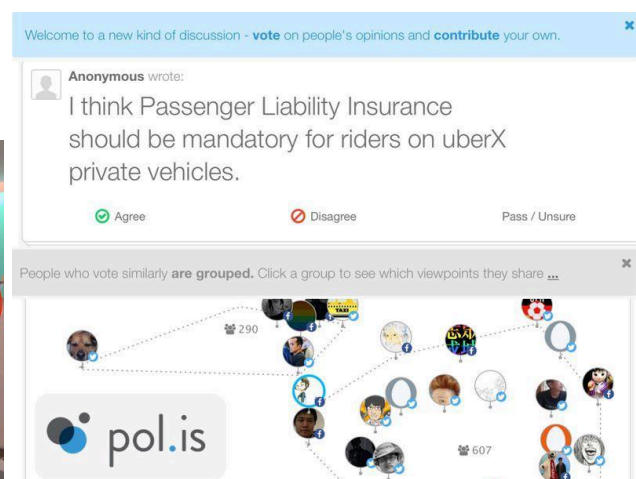 Welcome to a new kind of discussion - vote on people's opinions and contribute your own.
Anonymous wrote:
I think Passenger Liability Insurance
should be mandatory for riders on uberX
private vehicles.
Agree
Disagree
Pass / Unsure
People who vote similarly are grouped. Click a group to see which viewpoints they share ...
TAXI
290
607
pol.is